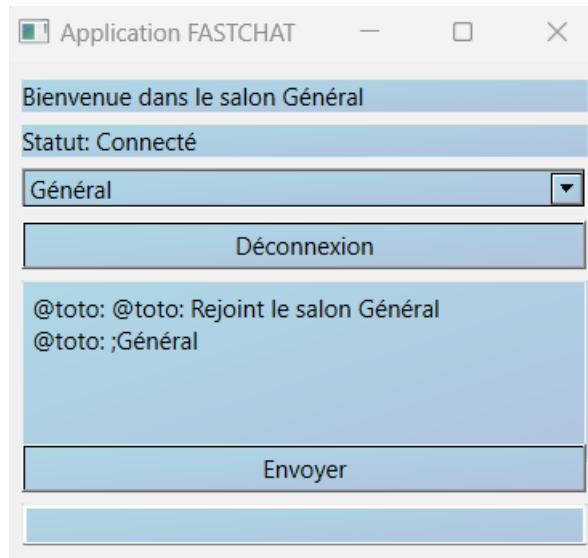 Application FASTCHAT
Bienvenue dans le salon Général
Statut: Connecté
Général
Déconnexion
@toto: @toto: Rejoint le salon Général
@toto: ;Général
Envoyer